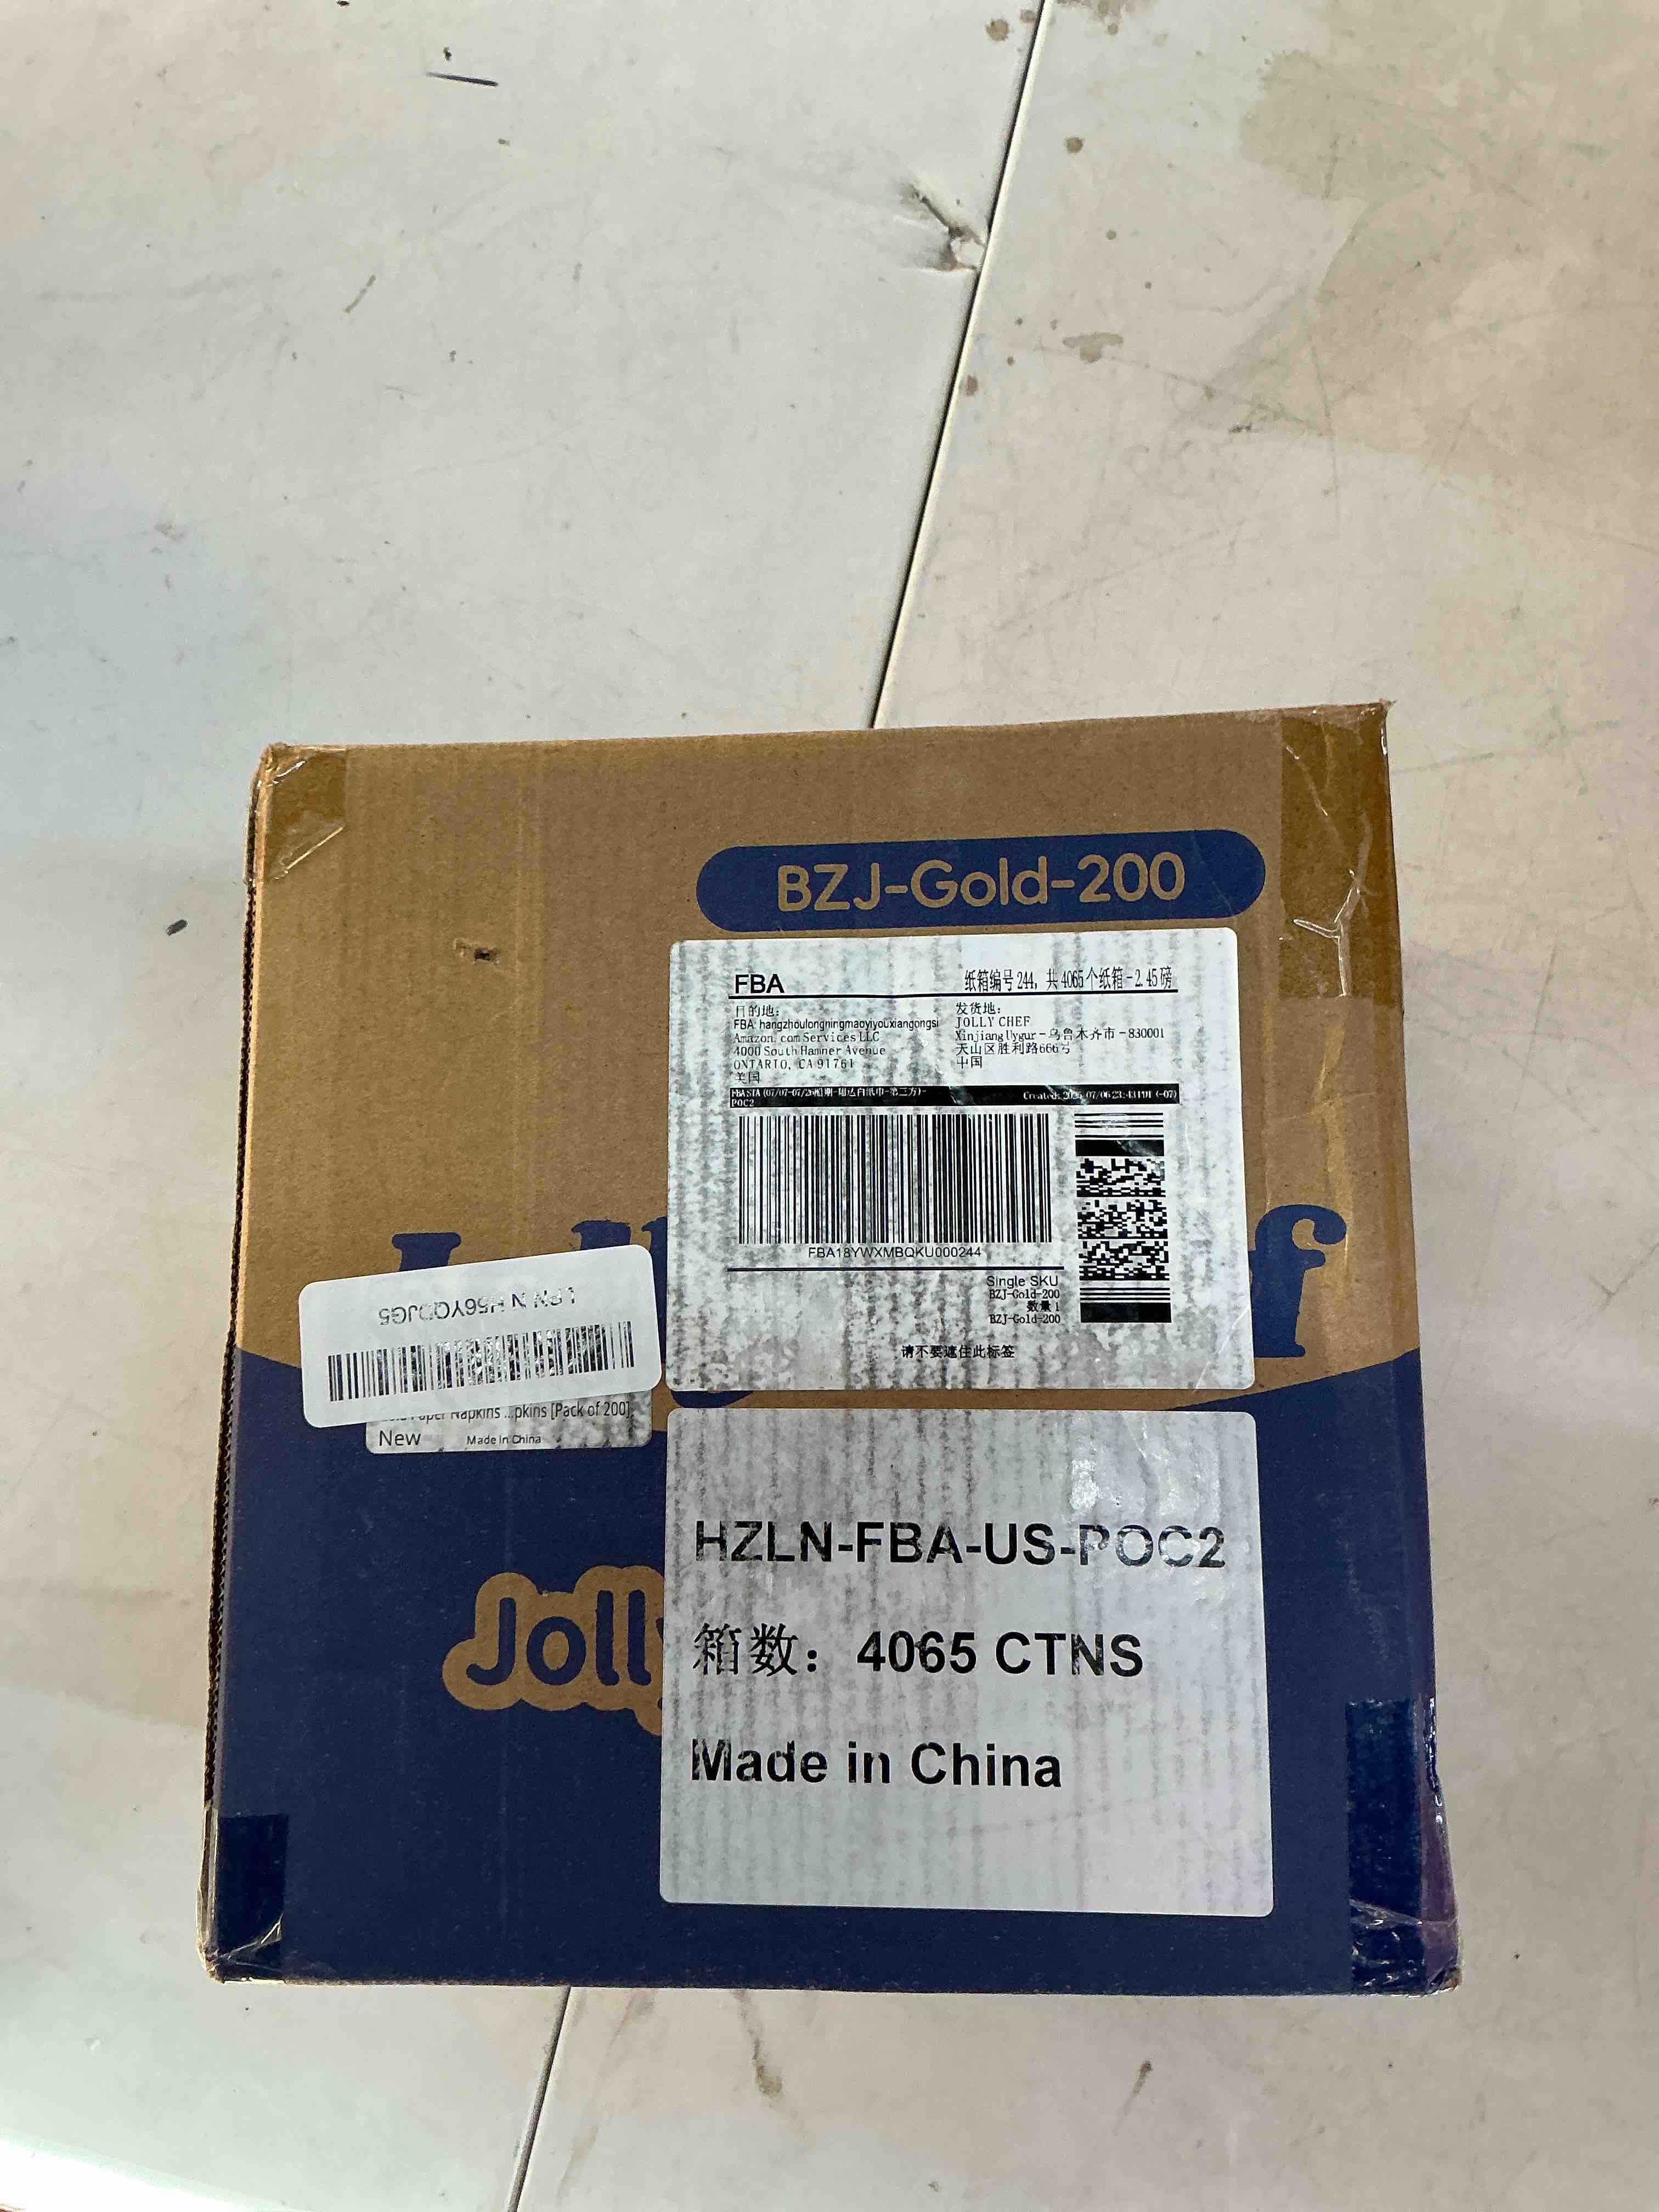 BZJ-Gold-200
FBA
纸箱编号 244, 共 4065 个纸箱 - 2.45磅
目的地:
FBA: hangzhoulongningmaoyiyouxiangongsi
Amazon.com Services LLC
4000 South Hamner Avenue
ONTARIO, CA 91761
美国
发货地:
JOLLY CHEF
Xinjiang Uygur - 乌鲁木齐市 - 830001
天山区胜利路666号
中国
POC2
FBA18YWXMBQKU000244
Single SKU
BZJ-Gold-200
数量 1
BZJ-Gold-200
请不要遮住此标签
Paper Napkins ...pkins [Pack of 200]
New
Made in China
HZLN-FBA-US-POC2
箱数: 4065 CTNS
Made in China
Jolly